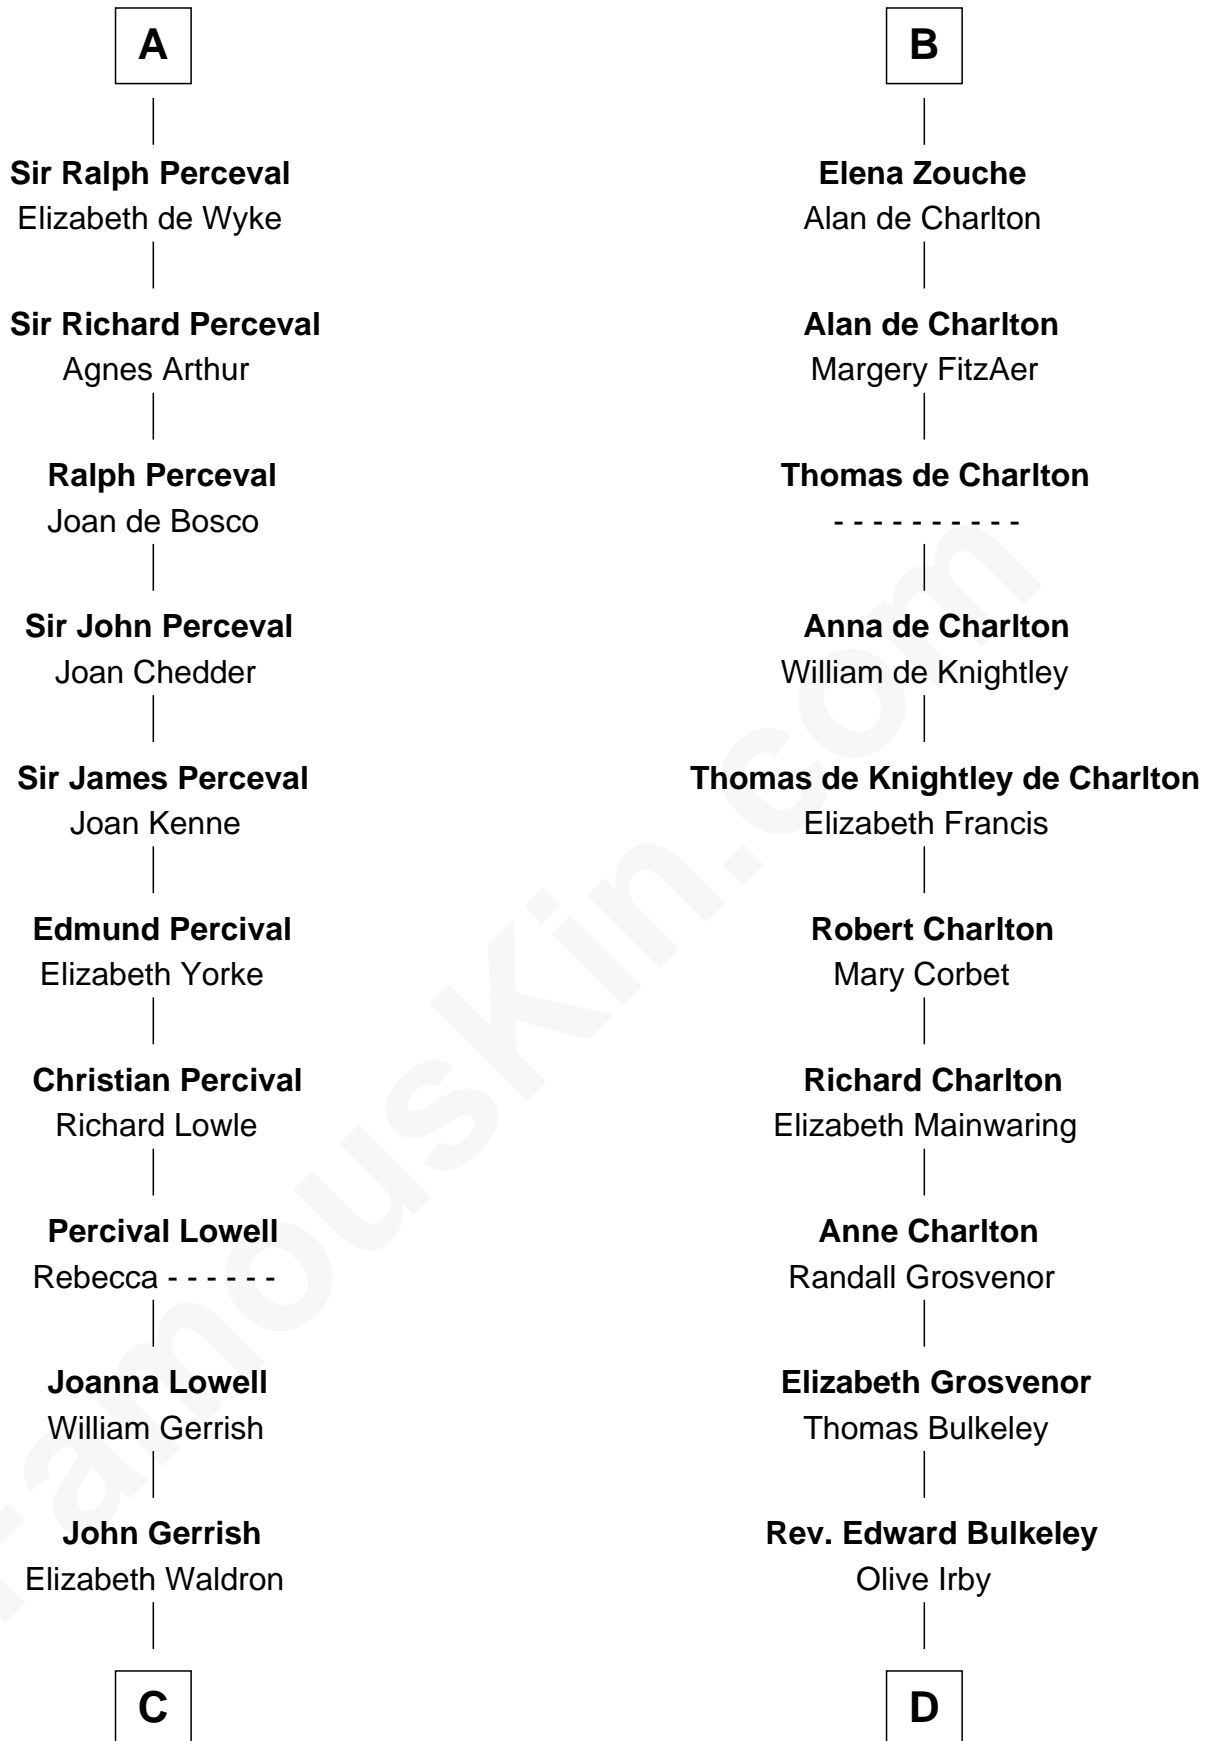 A
Sir Ralph Perceval
Elizabeth de Wyke
Sir Richard Perceval
Agnes Arthur
Ralph Perceval
Joan de Bosco
Sir John Perceval
Joan Chedder
Sir James Perceval
Joan Kenne
Edmund Percival
Elizabeth Yorke
Christian Percival
Richard Lowle
Percival Lowell
Rebecca - - - - - -
Joanna Lowell
William Gerrish
John Gerrish
Elizabeth Waldron
C
B
Elena Zouche
Alan de Charlton
Alan de Charlton
Margery FitzAer
Thomas de Charlton
- - - - - - - - - -
Anna de Charlton
William de Knightley
Thomas de Knightley de Charlton
Elizabeth Francis
Robert Charlton
Mary Corbet
Richard Charlton
Elizabeth Mainwaring
Anne Charlton
Randall Grosvenor
Elizabeth Grosvenor
Thomas Bulkeley
Rev. Edward Bulkeley
Olive Irby
D
FamousKin.com